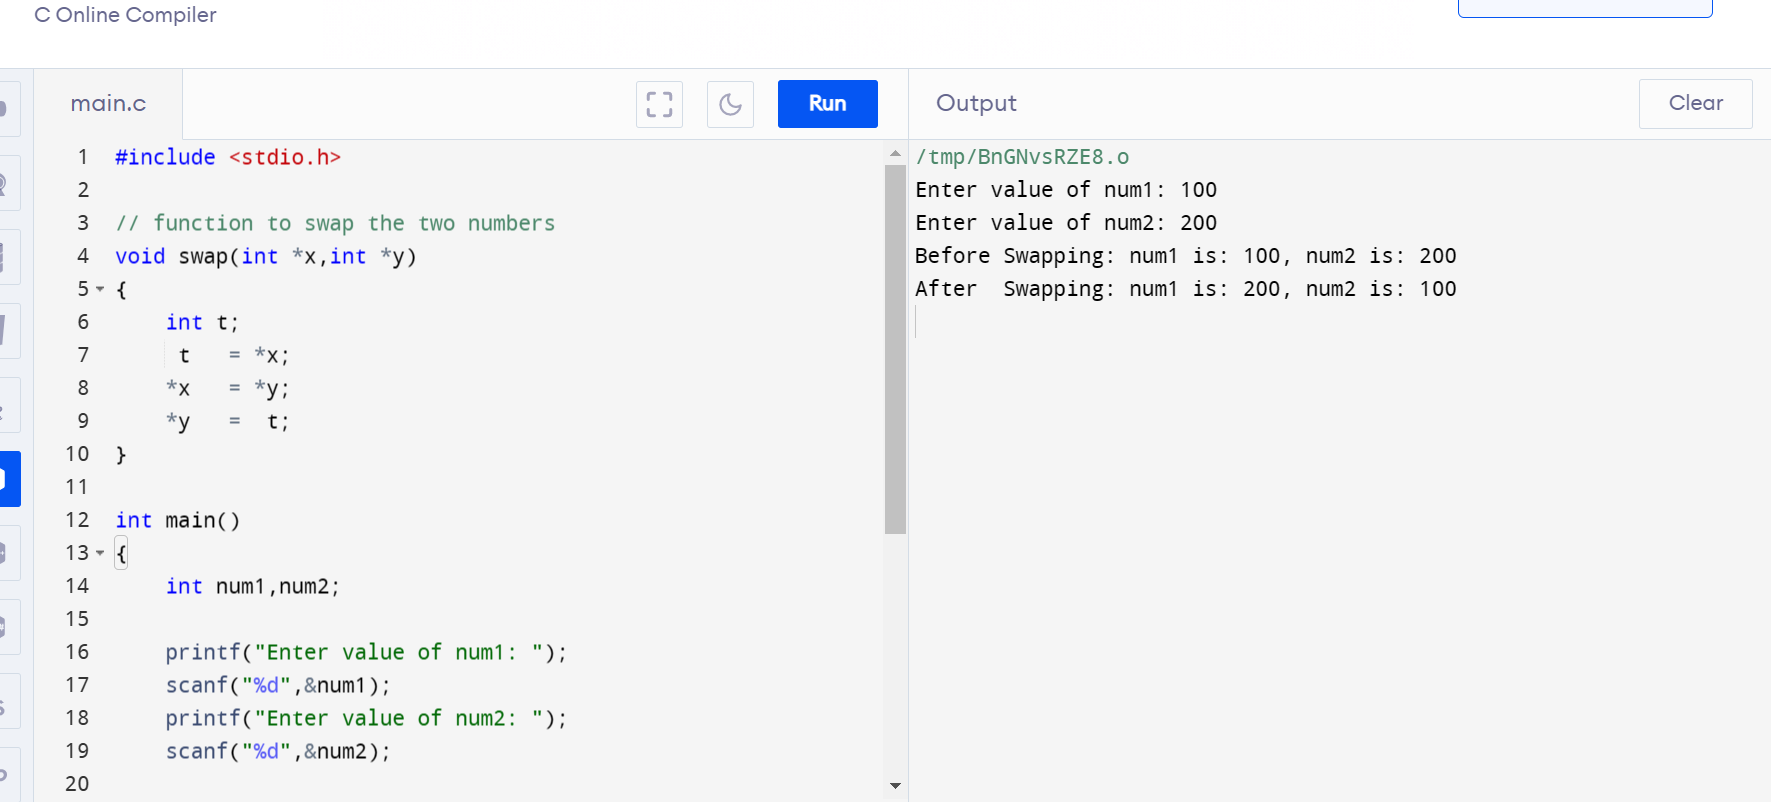 C Online Compiler
main.c
Run
1 #include <stdio.h>
2
3 // function to swap the two numbers
4 void swap(int *x,int *y)
5 {
6     int t;
7      t   = *x;
8     *x   = *y;
9     *y   =  t;
10 }
11
12 int main()
13 {
14     int num1,num2;
15
16     printf("Enter value of num1: ");
17     scanf("%d",&num1);
18     printf("Enter value of num2: ");
19     scanf("%d",&num2);
20
Output
Clear
/tmp/BnGNvsRZE8.o
Enter value of num1: 100
Enter value of num2: 200
Before Swapping: num1 is: 100, num2 is: 200
After  Swapping: num1 is: 200, num2 is: 100